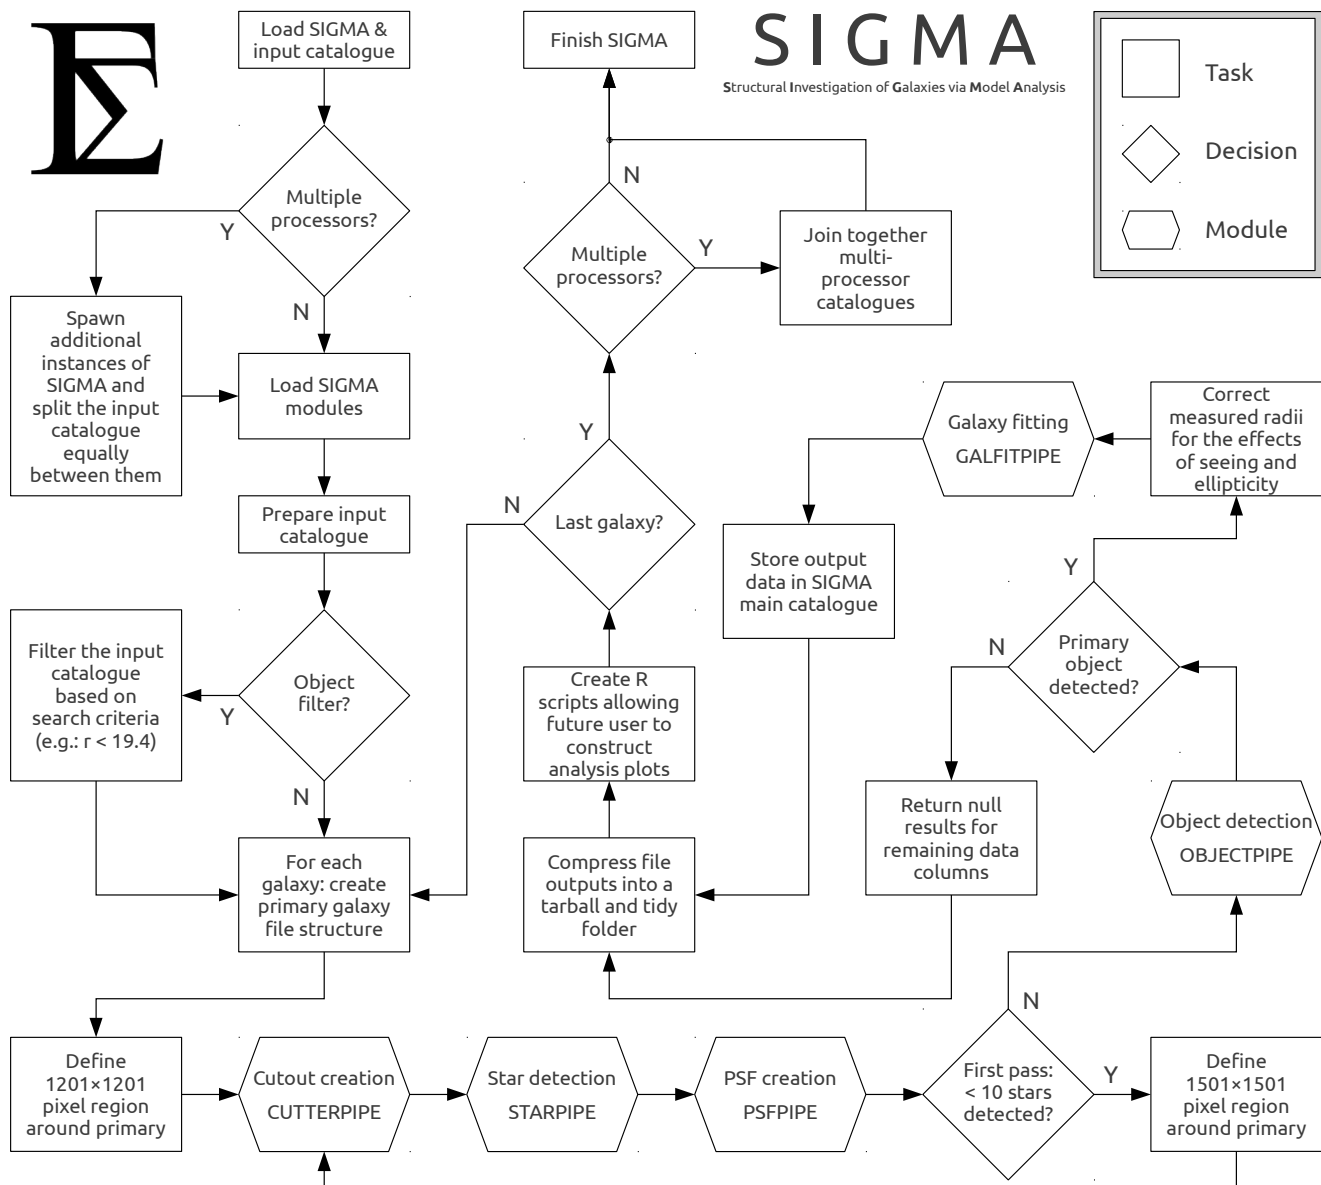 Load SIGMA &
input catalogue
Finish SIGMA
SIGMA
Structural Investigation of Galaxies via Model Analysis
Task
Decision
Module
Multiple
processors?
Y
N
Spawn
additional
instances of
SIGMA and
split the input
catalogue
equally
between them
Load SIGMA
modules
Prepare input
catalogue
Object
filter?
Y
N
Filter the input
catalogue
based on
search criteria
(e.g.: r < 19.4)
For each
galaxy: create
primary galaxy
file structure
Define
1201×1201
pixel region
around primary
Cutout creation
CUTTERPIPE
Star detection
STARPIPE
PSF creation
PSFPIPE
First pass:
< 10 stars
detected?
Y
N
Define
1501×1501
pixel region
around primary
Object detection
OBJECTPIPE
Primary
object
detected?
Y
N
Correct
measured radii
for the effects
of seeing and
ellipticity
Galaxy fitting
GALFITPIPE
Store output
data in SIGMA
main catalogue
Return null
results for
remaining data
columns
Compress file
outputs into a
tarball and tidy
folder
Create R
scripts allowing
future user to
construct
analysis plots
Last galaxy?
N
Y
Multiple
processors?
N
Y
Join together
multi-
processor
catalogues